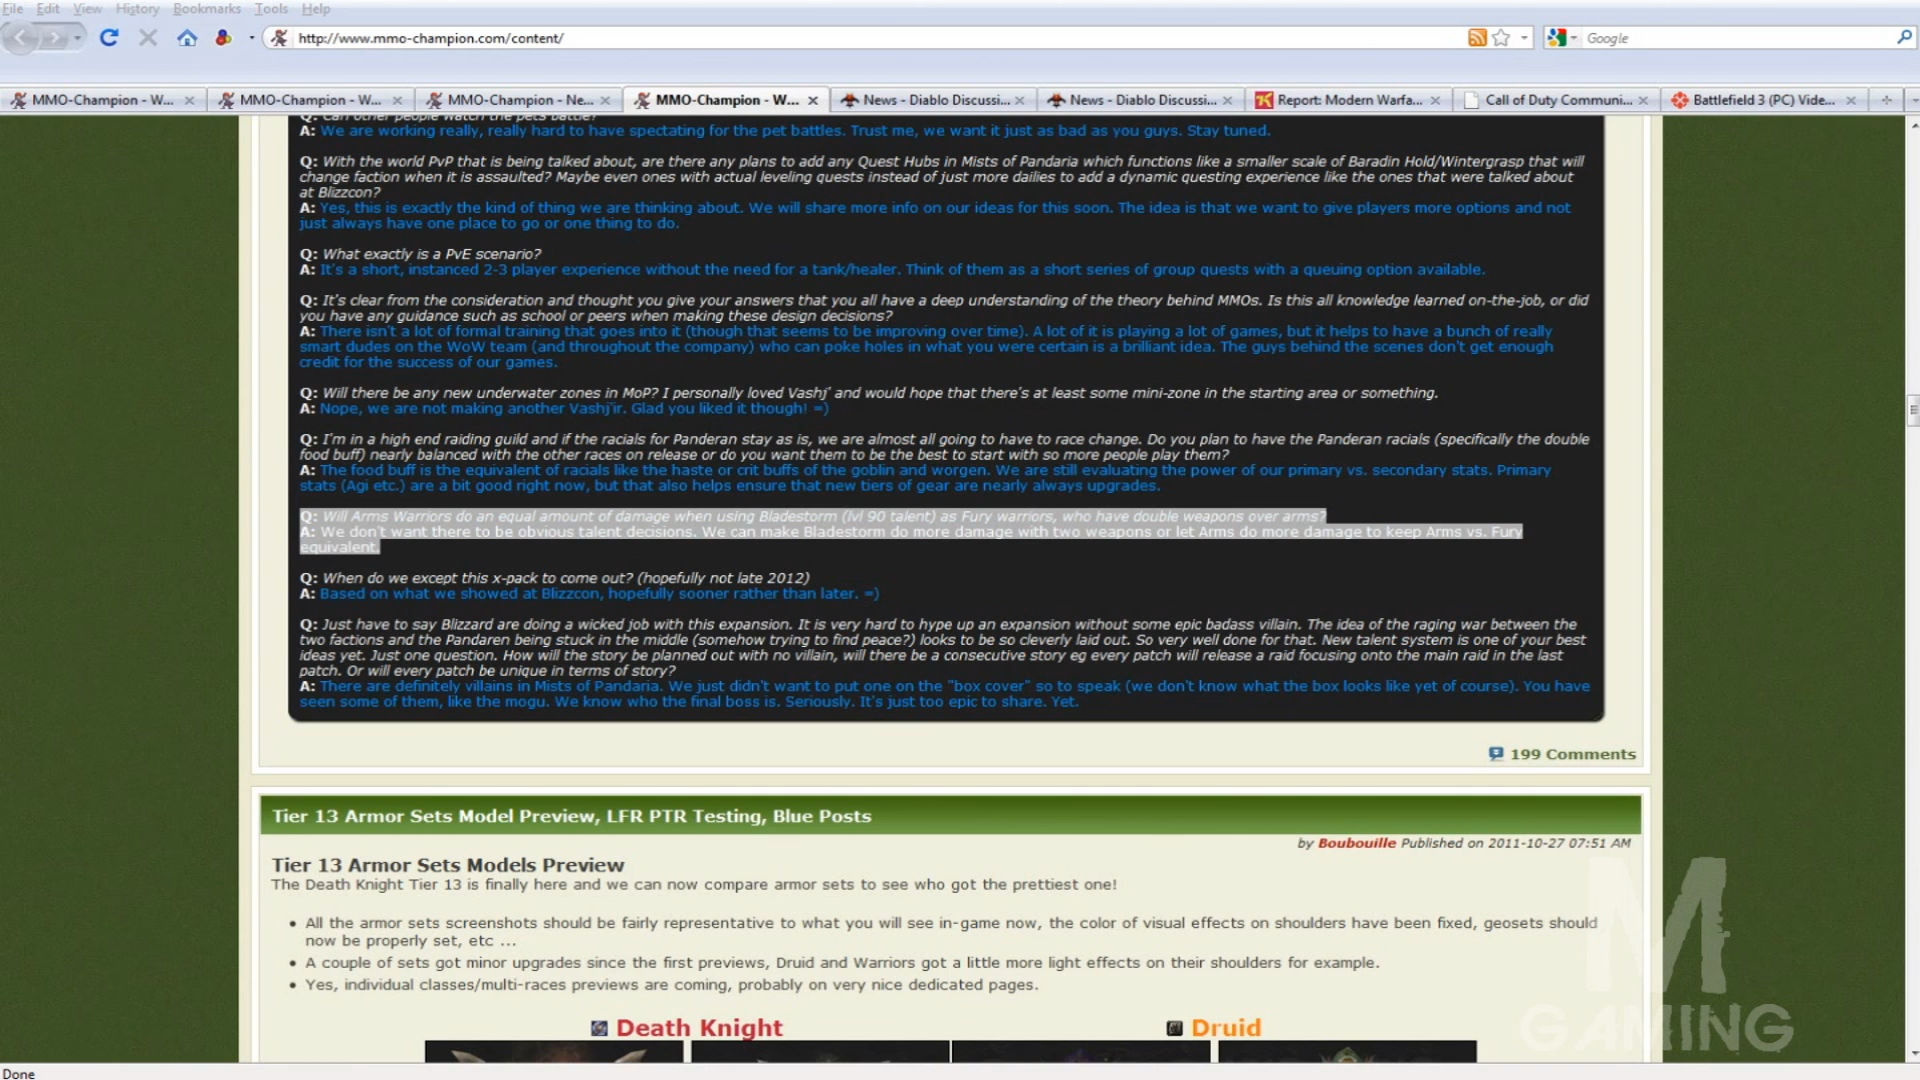 File Edit View History Bookmarks Tools Help
http://www.mmo-champion.com/content/
Google
MMO-Champion - W... MMO-Champion - W... MMO-Champion - Ne... MMO-Champion - W... News - Diablo Discussi... News - Diablo Discussi... Report: Modern Warfa... Call of Duty Communi... Battlefield 3 (PC) Vide...
Q: Can other people watch the pets battle?
A: We are working really, really hard to have spectating for the pet battles. Trust me, we want it just as bad as you guys. Stay tuned.
Q: With the world PvP that is being talked about, are there any plans to add any Quest Hubs in Mists of Pandaria which functions like a smaller scale of Baradin Hold/Wintergrasp that will
change faction when it is assaulted? Maybe even ones with actual leveling quests instead of just more dailies to add a dynamic questing experience like the ones that were talked about
at Blizzcon?
A: Yes, this is exactly the kind of thing we are thinking about. We will share more info on our ideas for this soon. The idea is that we want to give players more options and not
just always have one place to go or one thing to do.
Q: What exactly is a PvE scenario?
A: It's a short, instanced 2-3 player experience without the need for a tank/healer. Think of them as a short series of group quests with a queuing option available.
Q: It's clear from the consideration and thought you give your answers that you all have a deep understanding of the theory behind MMOs. Is this all knowledge learned on-the-job, or did
you have any guidance such as school or peers when making these design decisions?
A: There isn't a lot of formal training that goes into it (though that seems to be improving over time). A lot of it is playing a lot of games, but it helps to have a bunch of really
smart dudes on the WoW team (and throughout the company) who can poke holes in what you were certain is a brilliant idea. The guys behind the scenes don't get enough
credit for the success of our games.
Q: Will there be any new underwater zones in MoP? I personally loved Vashj' and would hope that there's at least some mini-zone in the starting area or something.
A: Nope, we are not making another Vashj'ir. Glad you liked it though! =)
Q: I'm in a high end raiding guild and if the racials for Panderan stay as is, we are almost all going to have to race change. Do you plan to have the Panderan racials (specifically the double
food buff) nearly balanced with the other races on release or do you want them to be the best to start with so more people play them?
A: The food buff is the equivalent of racials like the haste or crit buffs of the goblin and worgen. We are still evaluating the power of our primary vs. secondary stats. Primary
stats (Agi etc.) are a bit good right now, but that also helps ensure that new tiers of gear are nearly always upgrades.
Q: Will Arms Warriors do an equal amount of damage when using Bladestorm (lvl 90 talent) as Fury warriors, who have double weapons over arms?
A: We don't want there to be obvious talent decisions. We can make Bladestorm do more damage with two weapons or let Arms do more damage to keep Arms vs. Fury
equivalent.
Q: When do we except this x-pack to come out? (hopefully not late 2012)
A: Based on what we showed at Blizzcon, hopefully sooner rather than later. =)
Q: Just have to say Blizzard are doing a wicked job with this expansion. It is very hard to hype up an expansion without some epic badass villain. The idea of the raging war between the
two factions and the Pandaren being stuck in the middle (somehow trying to find peace?) looks to be so cleverly laid out. So very well done for that. New talent system is one of your best
ideas yet. Just one question. How will the story be planned out with no villain, will there be a consecutive story eg every patch will release a raid focusing onto the main raid in the last
patch. Or will every patch be unique in terms of story?
A: There are definitely villains in Mists of Pandaria. We just didn't want to put one on the "box cover" so to speak (we don't know what the box looks like yet of course). You have
seen some of them, like the mogu. We know who the final boss is. Seriously. It's just too epic to share. Yet.
199 Comments
Tier 13 Armor Sets Model Preview, LFR PTR Testing, Blue Posts
by Boubouille Published on 2011-10-27 07:51 AM
Tier 13 Armor Sets Models Preview
The Death Knight Tier 13 is finally here and we can now compare armor sets to see who got the prettiest one!
• All the armor sets screenshots should be fairly representative to what you will see in-game now, the color of visual effects on shoulders have been fixed, geosets should
now be properly set, etc ...
• A couple of sets got minor upgrades since the first previews, Druid and Warriors got a little more light effects on their shoulders for example.
• Yes, individual classes/multi-races previews are coming, probably on very nice dedicated pages.
Death Knight Druid
M
GAMING
Done